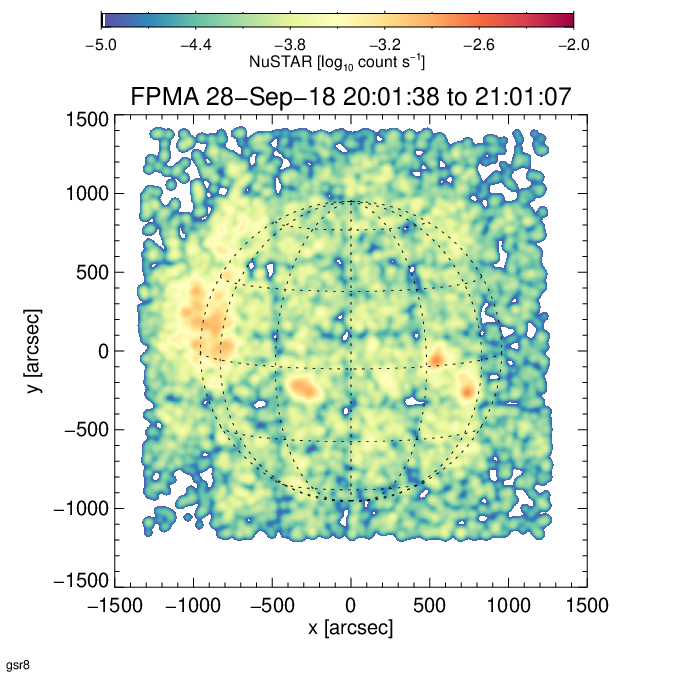 −5.0 −4.4 −3.8 −3.2 −2.6 −2.0
NuSTAR [log10 count s−1]
FPMA 28−Sep−18 20:01:38 to 21:01:07
1500
1000
500
0
−500
−1000
−1500
y [arcsec]
−1500 −1000 −500 0 500 1000 1500
x [arcsec]
gsr8